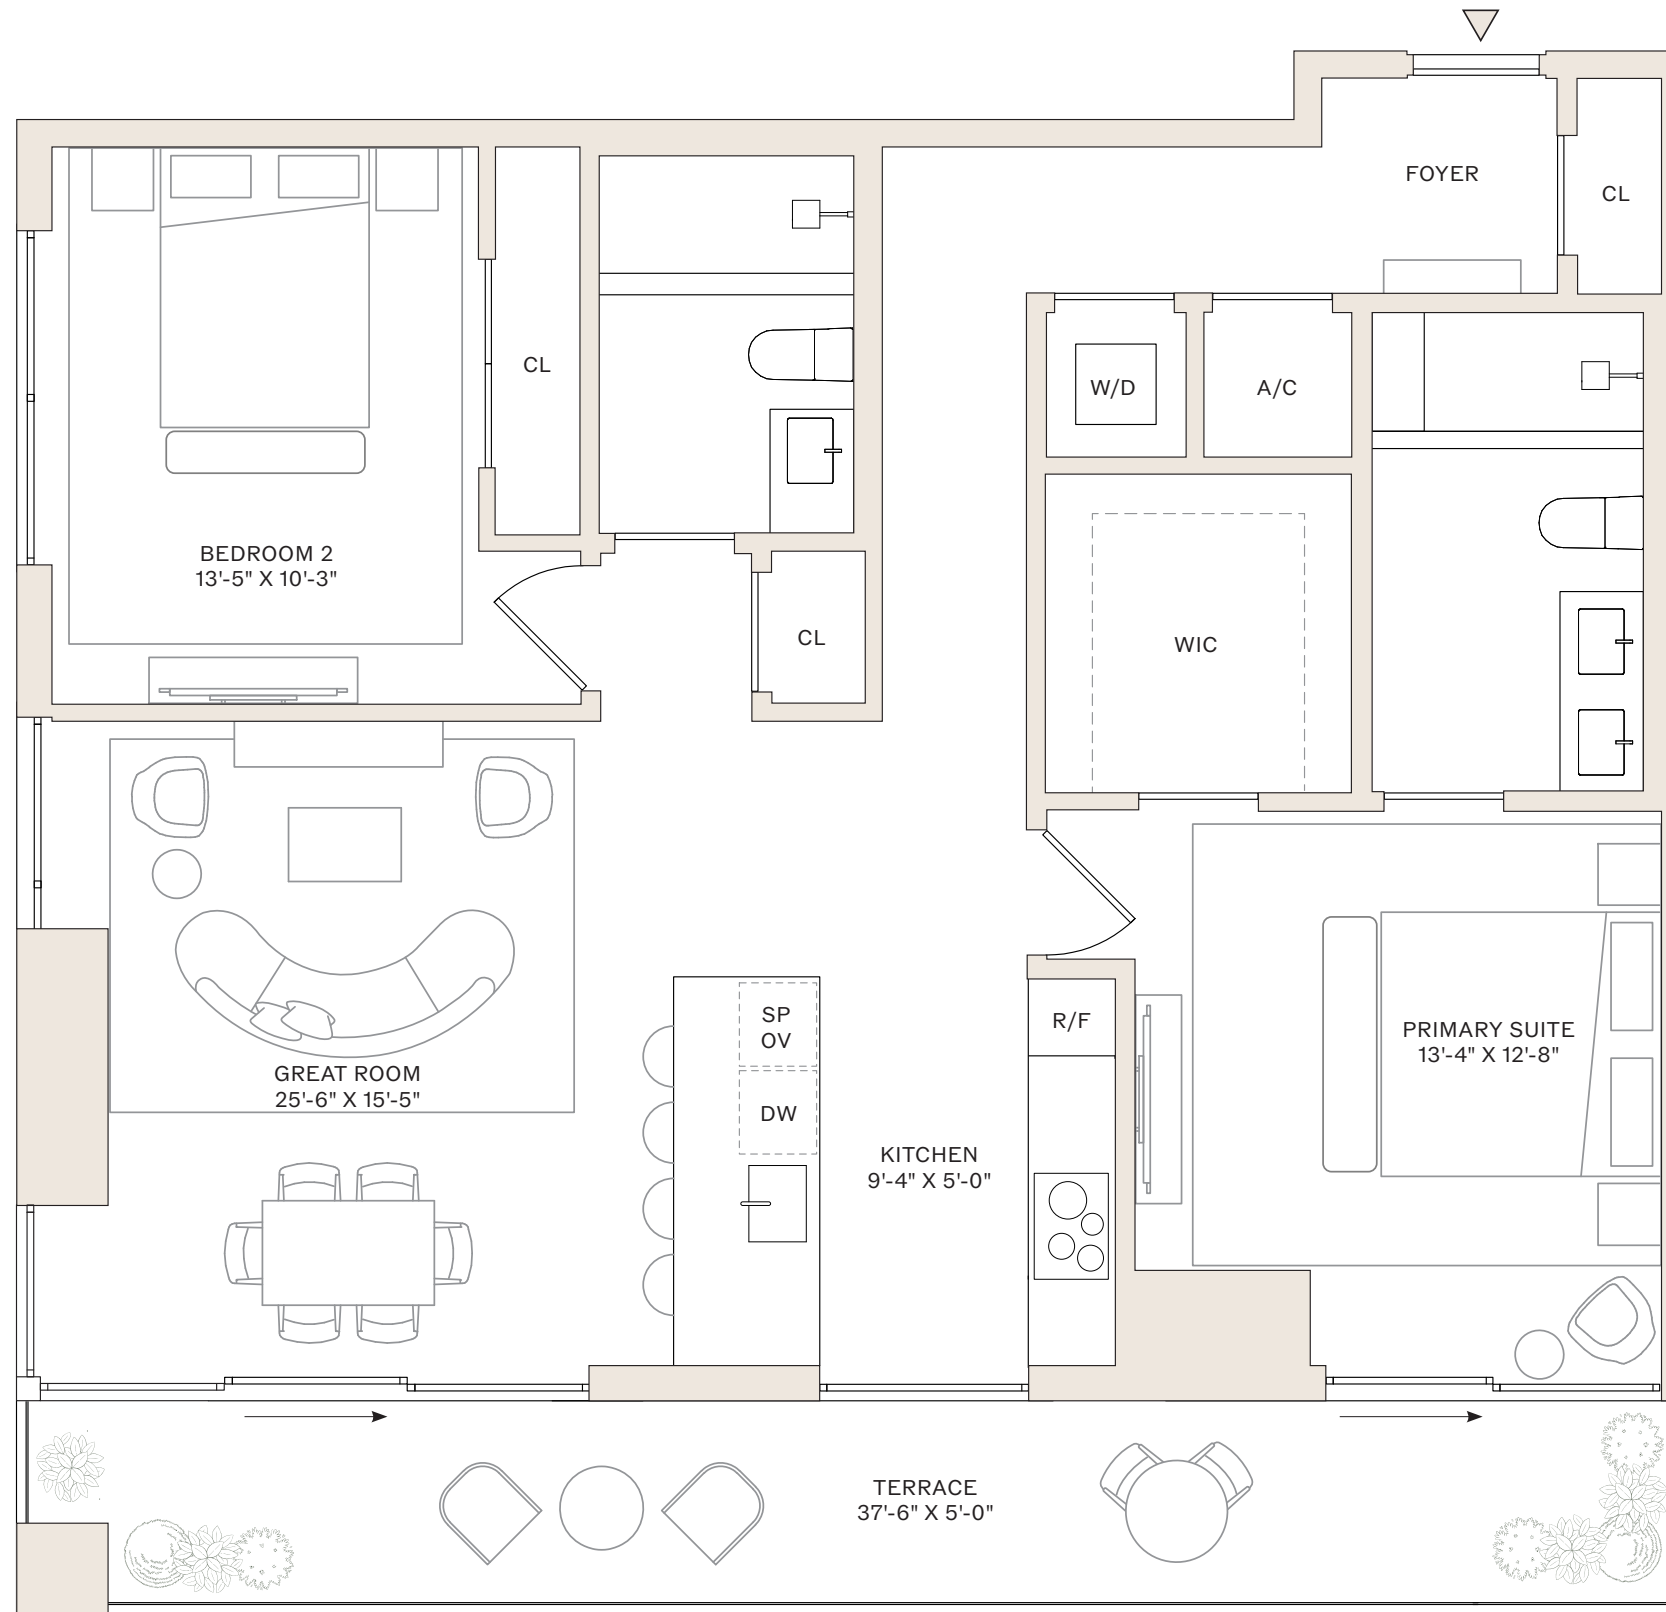 FOYER
CL
CL
W/D
A/C
BEDROOM 2
13'-5" X 10'-3"
CL
WIC
SP
OV
R/F
PRIMARY SUITE
13'-4" X 12'-8"
GREAT ROOM
25'-6" X 15'-5"
DW
KITCHEN
9'-4" X 5'-0"
TERRACE
37'-6" X 5'-0"